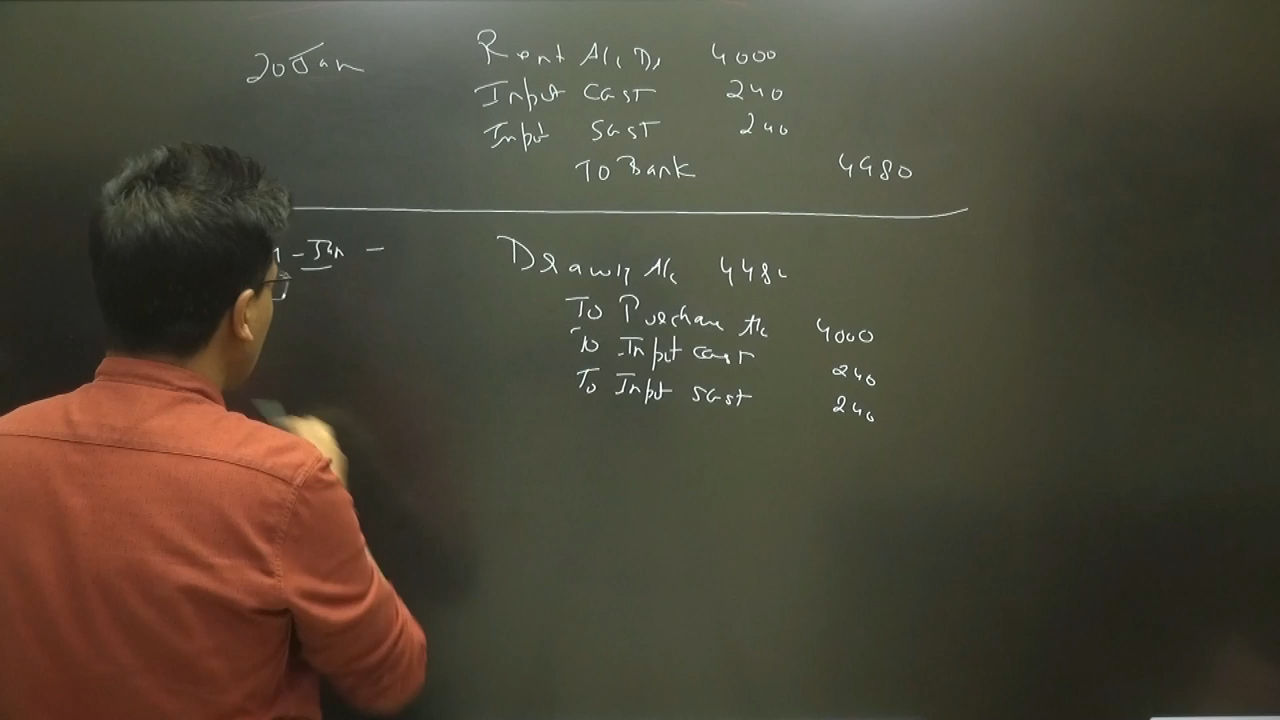 20 Jan Rent A/c Dr 4000
Input CGST 240
Input SGST 240
To Bank 4480
- Jan - Drawing A/c 4480
To Purchase A/c 4000
To Input CGST 240
To Input SGST 240